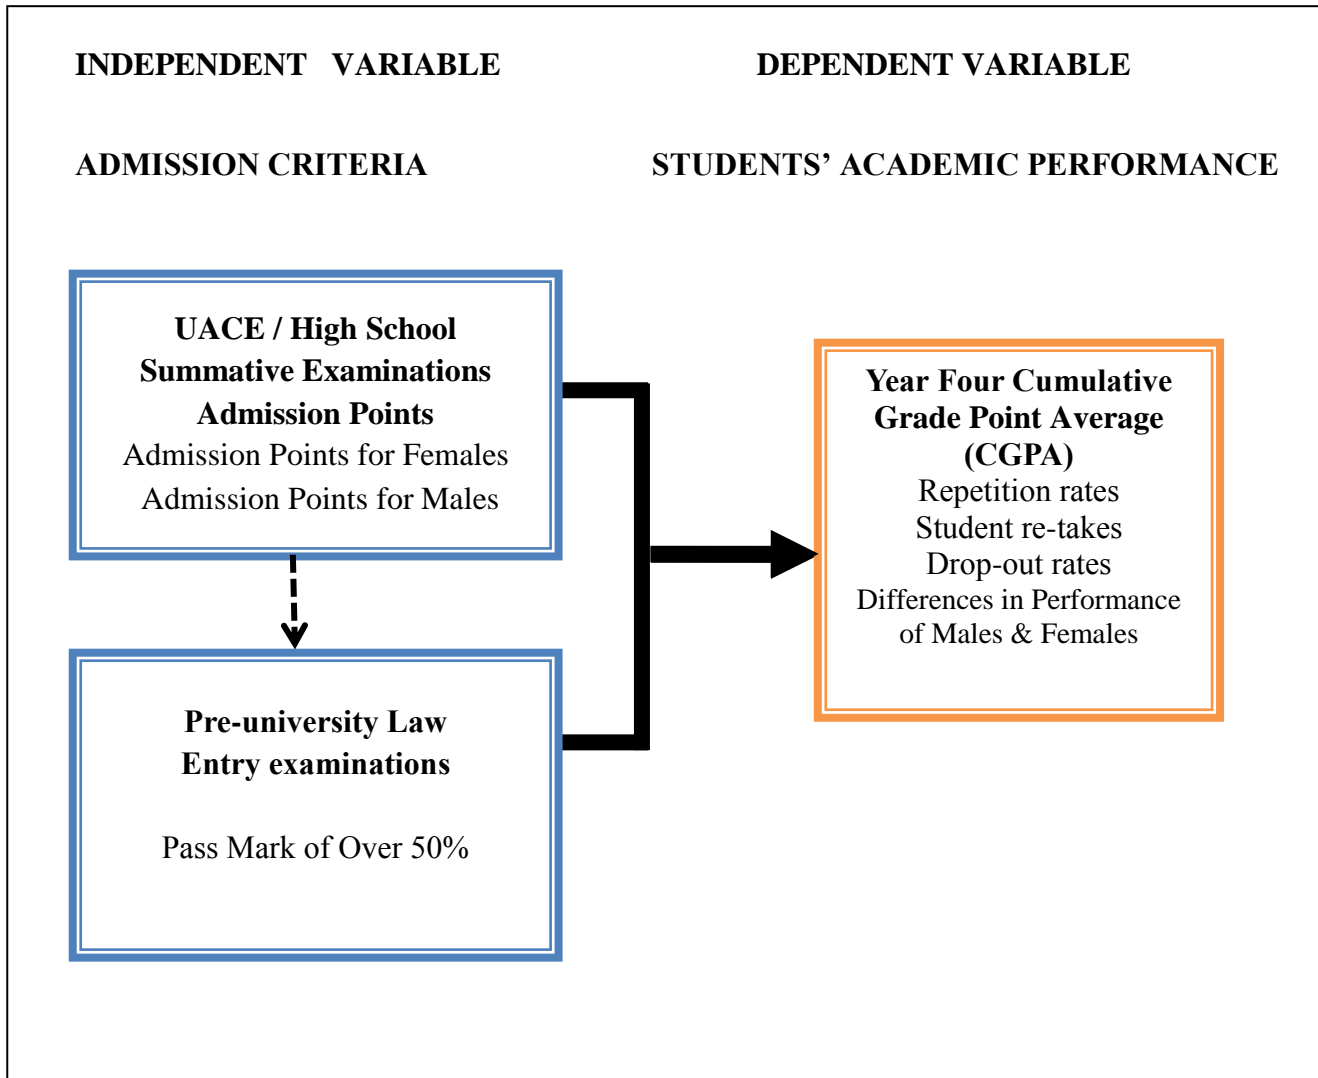 INDEPENDENT VARIABLE
DEPENDENT VARIABLE
ADMISSION CRITERIA
STUDENTS’ ACADEMIC PERFORMANCE
UACE / High School
Summative Examinations
Admission Points
Admission Points for Females
Admission Points for Males
Pre-university Law
Entry examinations
Pass Mark of Over 50%
Year Four Cumulative
Grade Point Average
(CGPA)
Repetition rates
Student re-takes
Drop-out rates
Differences in Performance
of Males & Females